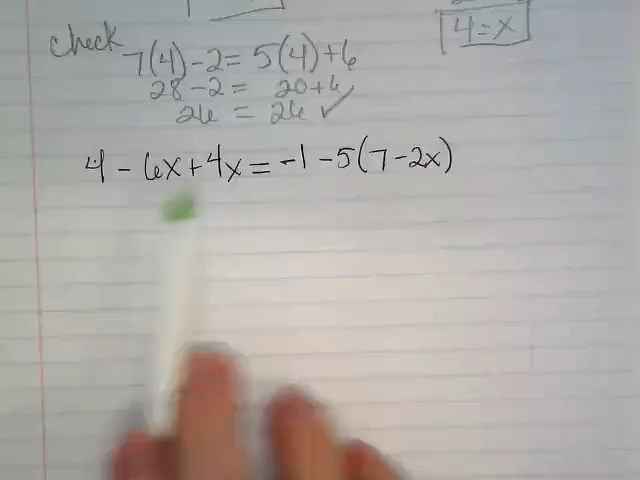 4 = x
check
7(4) - 2 = 5(4) + 6
28 - 2 = 20 + 6
26 = 26 ✓
4 - 6x + 4x = -1 - 5(7 - 2x)